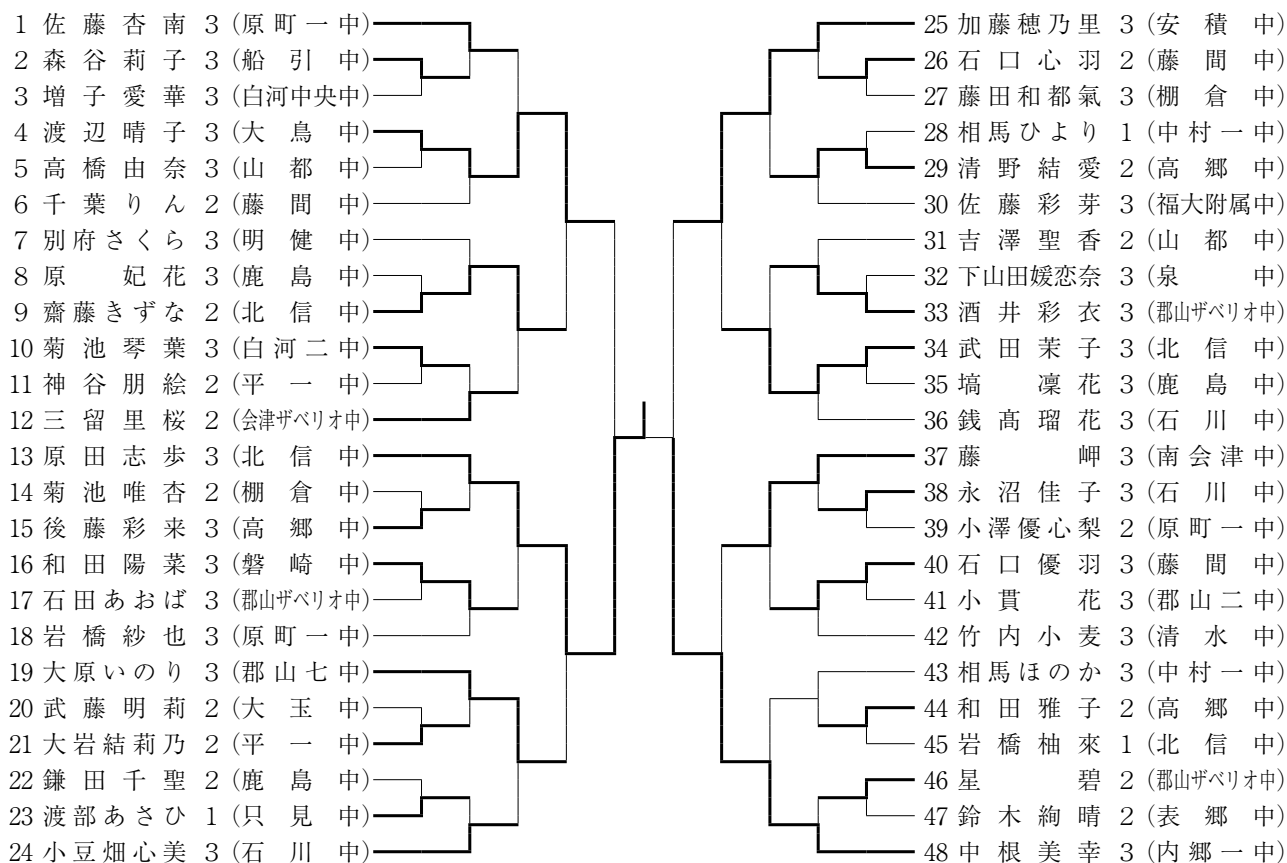 1 佐藤杏南 3 (原町一中)
2 森谷莉子 3 (船引中)
3 増子愛華 3 (白河中央中)
4 渡辺晴子 3 (大鳥中)
5 高橋由奈 3 (山都中)
6 千葉りん 2 (藤間中)
7 別府さくら 3 (明健中)
8 原妃花 3 (鹿島中)
9 齋藤きずな 2 (北信中)
10 菊池琴葉 3 (白河二中)
11 神谷朋絵 2 (平一中)
12 三留里桜 2 (会津ザベリオ中)
13 原田志歩 3 (北信中)
14 菊池唯杏 2 (棚倉中)
15 後藤彩来 3 (高郷中)
16 和田陽菜 3 (磐崎中)
17 石田あおば 3 (郡山ザベリオ中)
18 岩橋紗也 3 (原町一中)
19 大原いのり 3 (郡山七中)
20 武藤明莉 2 (大玉中)
21 大岩結莉乃 2 (平一中)
22 鎌田千聖 2 (鹿島中)
23 渡部あさひ 1 (只見中)
24 小豆畑心美 3 (石川中)
25 加藤穂乃里 3 (安積中)
26 石口心羽 2 (藤間中)
27 藤田和都氣 3 (棚倉中)
28 相馬ひより 1 (中村一中)
29 清野結愛 2 (高郷中)
30 佐藤彩芽 3 (福大附属中)
31 吉澤聖香 2 (山都中)
32 下山田媛恋奈 3 (泉中)
33 酒井彩衣 3 (郡山ザベリオ中)
34 武田茉子 3 (北信中)
35 塙凜花 3 (鹿島中)
36 銭髙瑠花 3 (石川中)
37 藤岬 3 (南会津中)
38 永沼佳子 3 (石川中)
39 小澤優心梨 2 (原町一中)
40 石口優羽 3 (藤間中)
41 小貫花 3 (郡山二中)
42 竹内小麦 3 (清水中)
43 相馬ほのか 3 (中村一中)
44 和田雅子 2 (高郷中)
45 岩橋柚來 1 (北信中)
46 星碧 2 (郡山ザベリオ中)
47 鈴木絢晴 2 (表郷中)
48 中根美幸 3 (内郷一中)